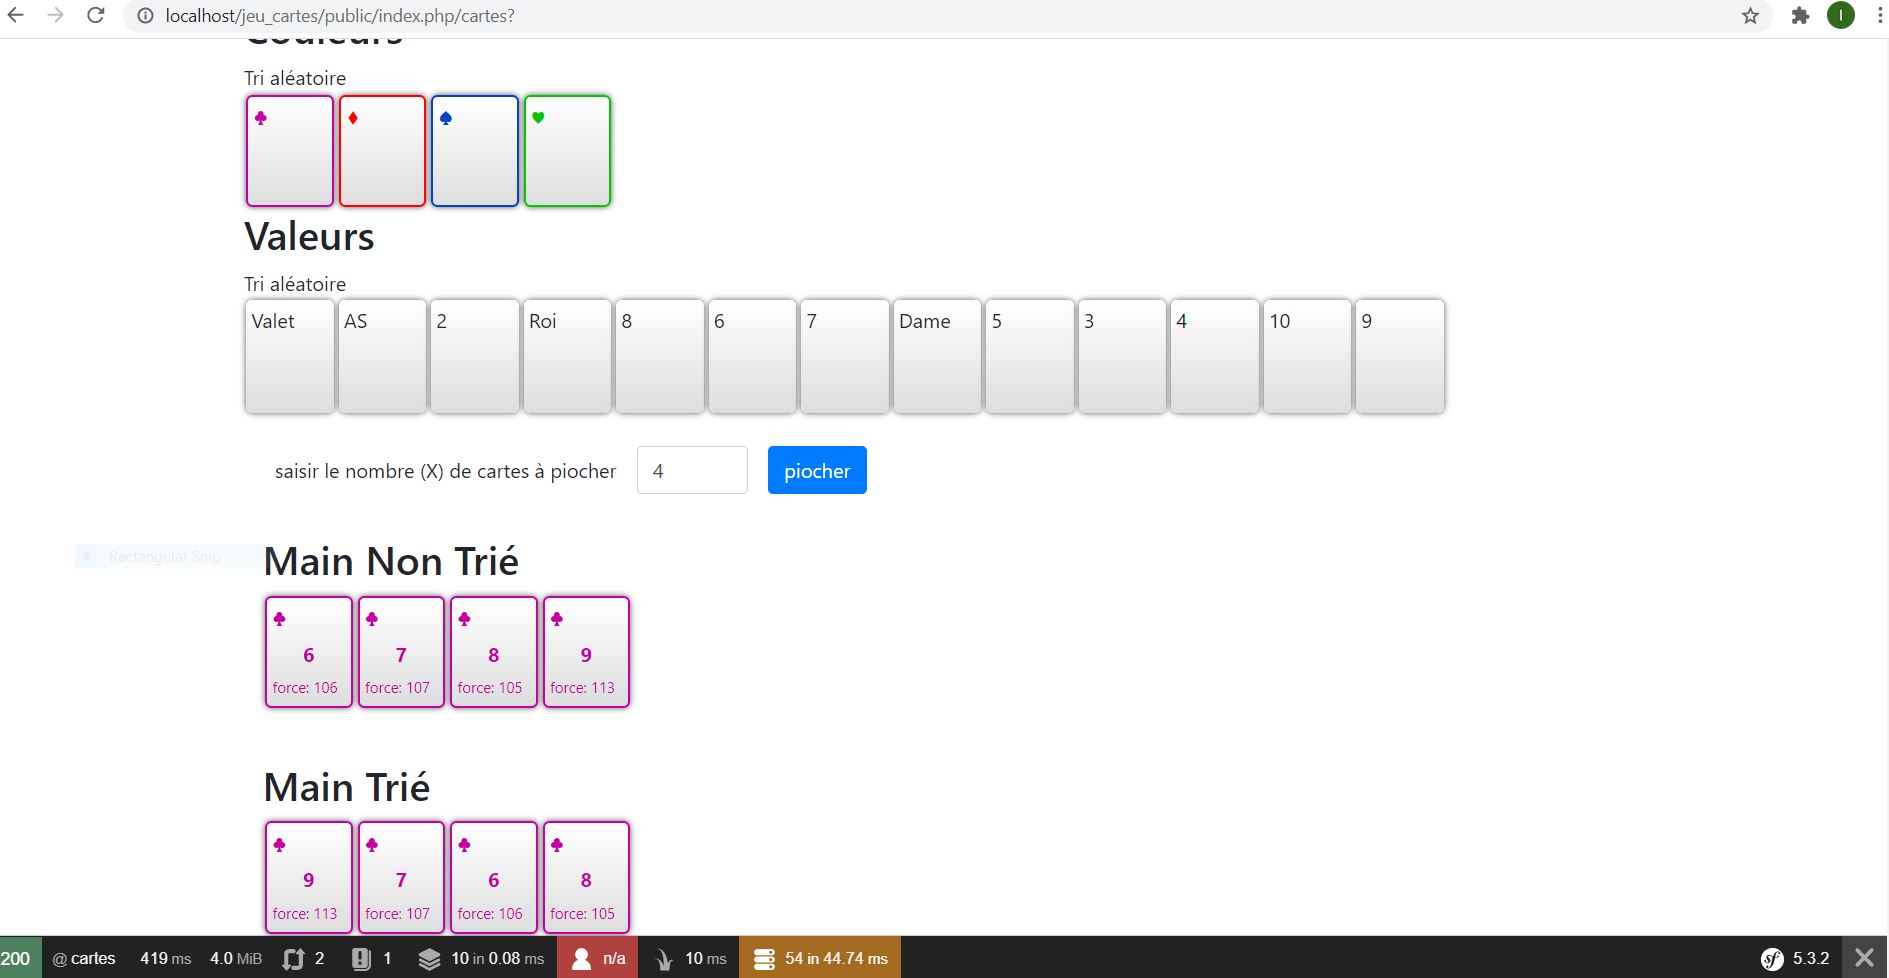 localhost/jeu_cartes/public/index.php/cartes?
I
Couleurs
Tri aléatoire
♣ ♦ ♠ ♥
Valeurs
Tri aléatoire
Valet AS 2 Roi 8 6 7 Dame 5 3 4 10 9
saisir le nombre (X) de cartes à piocher 4 piocher
Rectangular Snip
Main Non Trié
♣ ♣ ♣ ♣
6 7 8 9
force: 106 force: 107 force: 105 force: 113
Main Trié
♣ ♣ ♣ ♣
9 7 6 8
force: 113 force: 107 force: 106 force: 105
200 @ cartes 419 ms 4.0 MiB 2 1 10 in 0.08 ms n/a 10 ms 54 in 44.74 ms sf 5.3.2